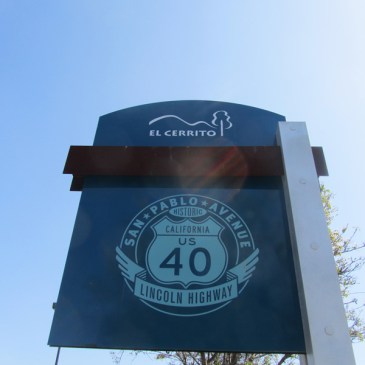 EL CERRITO
SAN PABLO AVENUE
HISTORIC
CALIFORNIA
US
40
LINCOLN HIGHWAY